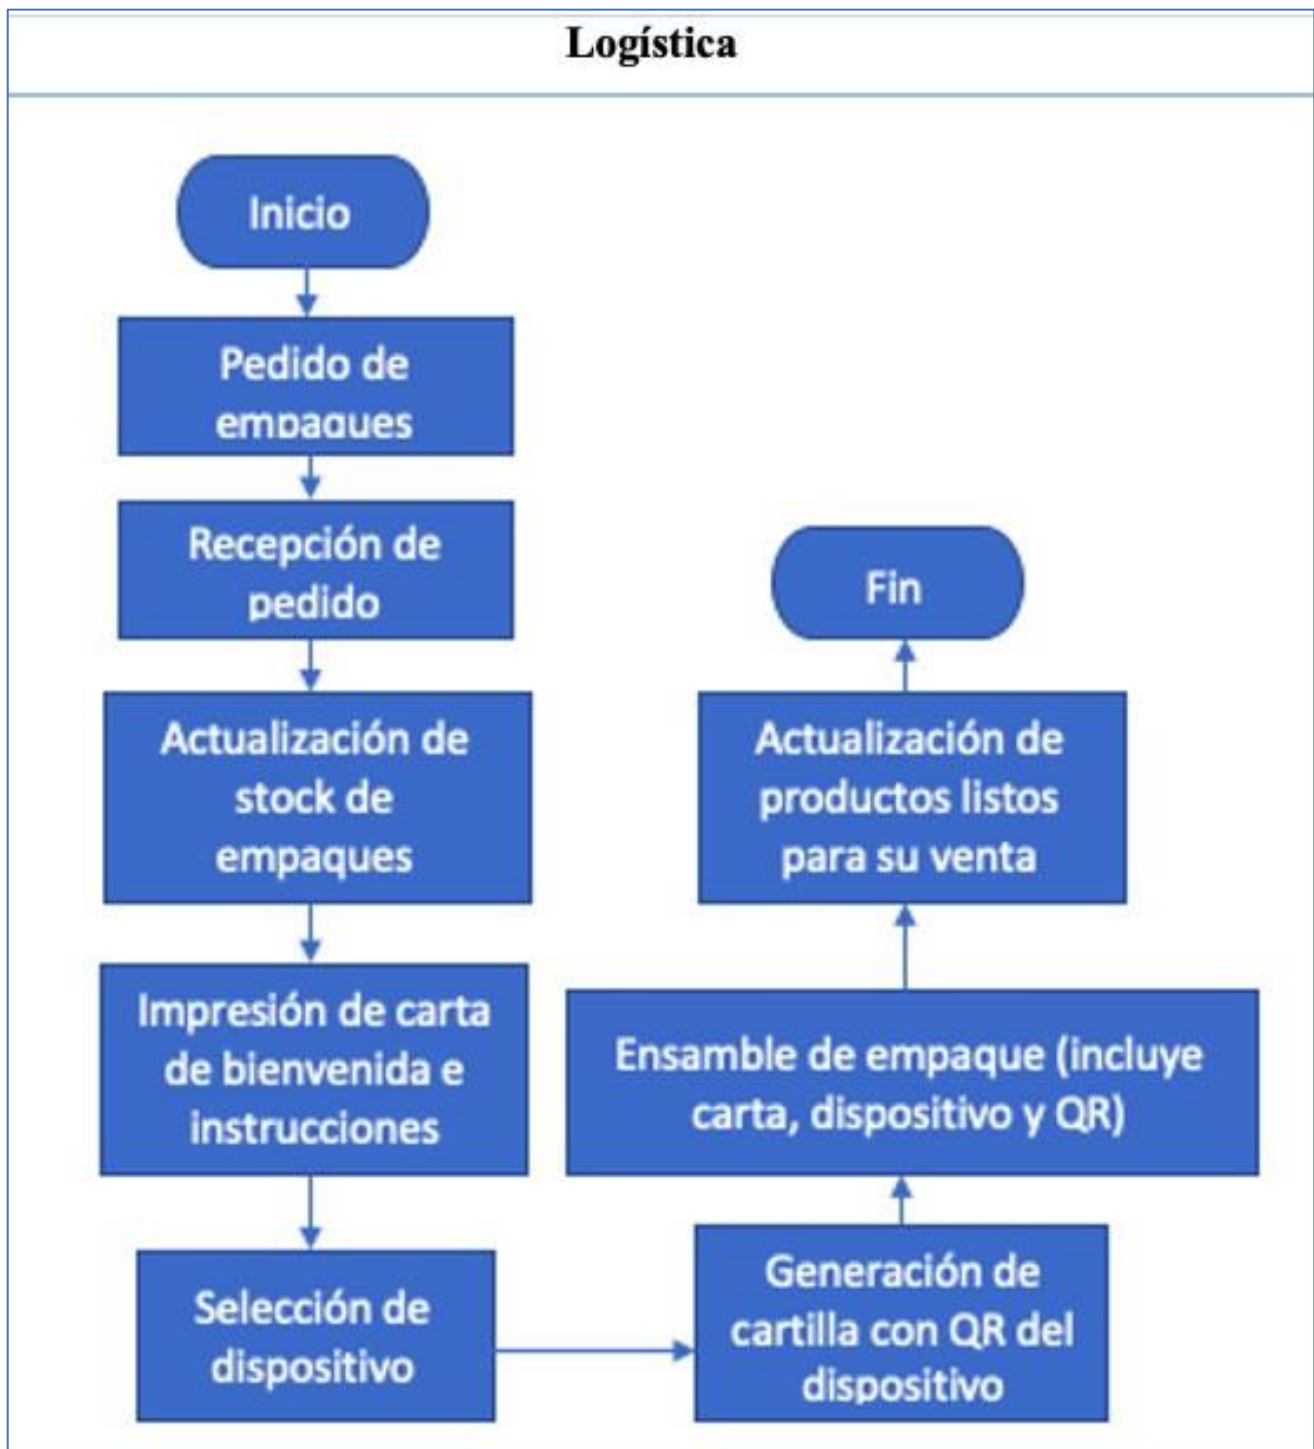 Logística
Inicio
Pedido de
empaques
Recepción de
pedido
Actualización de
stock de
empaques
Impresión de carta
de bienvenida e
instrucciones
Selección de
dispositivo
Generación de
cartilla con QR del
dispositivo
Ensamble de empaque (incluye
carta, dispositivo y QR)
Actualización de
productos listos
para su venta
Fin